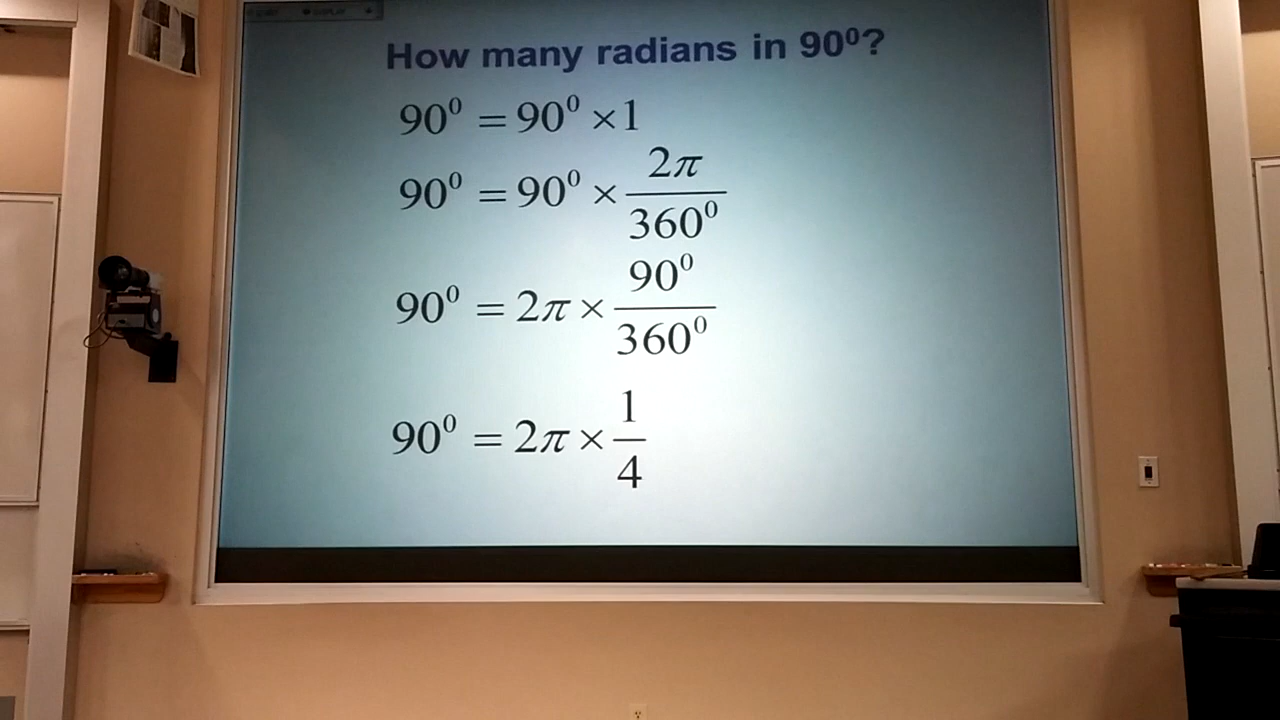 How many radians in 90⁰?
90⁰ = 90⁰ × 1
90⁰ = 90⁰ × 2π/360⁰
90⁰ = 2π × 90⁰/360⁰
90⁰ = 2π × 1/4